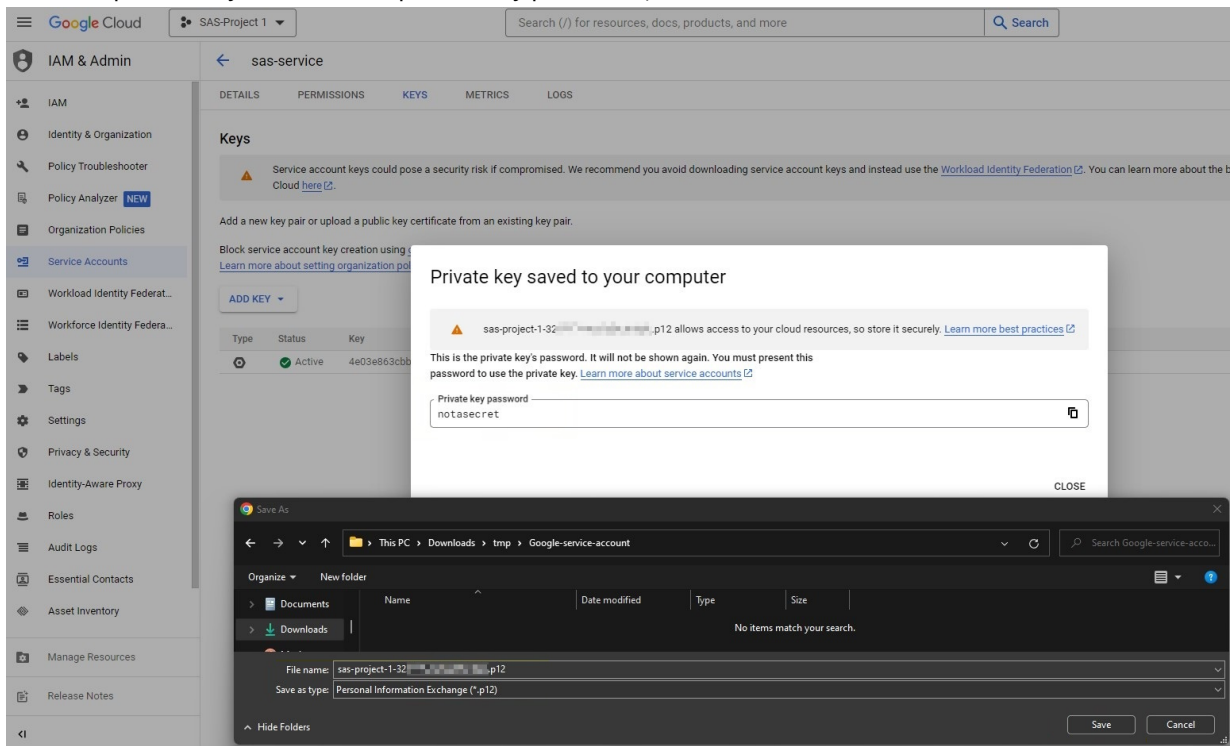 Google Cloud
SAS-Project 1
Search (/) for resources, docs, products, and more
Search
IAM & Admin
sas-service
IAM
Identity & Organization
Policy Troubleshooter
Policy Analyzer NEW
Organization Policies
Service Accounts
Workload Identity Federat...
Workforce Identity Federa...
Labels
Tags
Settings
Privacy & Security
Identity-Aware Proxy
Roles
Audit Logs
Essential Contacts
Asset Inventory
Manage Resources
Release Notes
DETAILS PERMISSIONS KEYS METRICS LOGS
Keys
Service account keys could pose a security risk if compromised. We recommend you avoid downloading service account keys and instead use the Workload Identity Federation. You can learn more about the b
Cloud here.
Add a new key pair or upload a public key certificate from an existing key pair.
Block service account key creation using
Learn more about setting organization pol
ADD KEY
Type Status Key
Active 4e03e863cbb
Private key saved to your computer
sas-project-1-32 .p12 allows access to your cloud resources, so store it securely. Learn more best practices
This is the private key's password. It will not be shown again. You must present this
password to use the private key. Learn more about service accounts
Private key password
notasecret
CLOSE
Save As
This PC › Downloads › tmp › Google-service-account
Search Google-service-acco...
Organize New folder
Documents
Downloads
Name Date modified Type Size
No items match your search.
File name: sas-project-1-32 .p12
Save as type: Personal Information Exchange (*.p12)
Hide Folders
Save Cancel